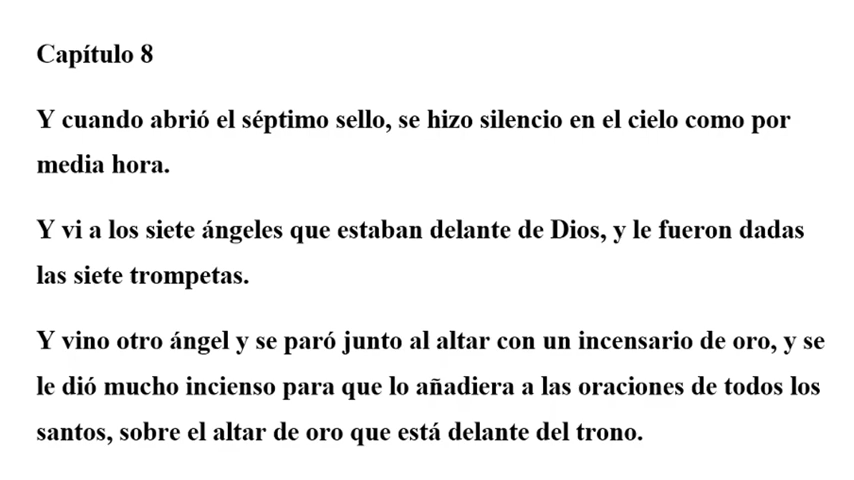 Capítulo 8
Y cuando abrió el séptimo sello, se hizo silencio en el cielo como por
media hora.
Y vi a los siete ángeles que estaban delante de Dios, y le fueron dadas
las siete trompetas.
Y vino otro ángel y se paró junto al altar con un incensario de oro, y se
le dió mucho incienso para que lo añadiera a las oraciones de todos los
santos, sobre el altar de oro que está delante del trono.